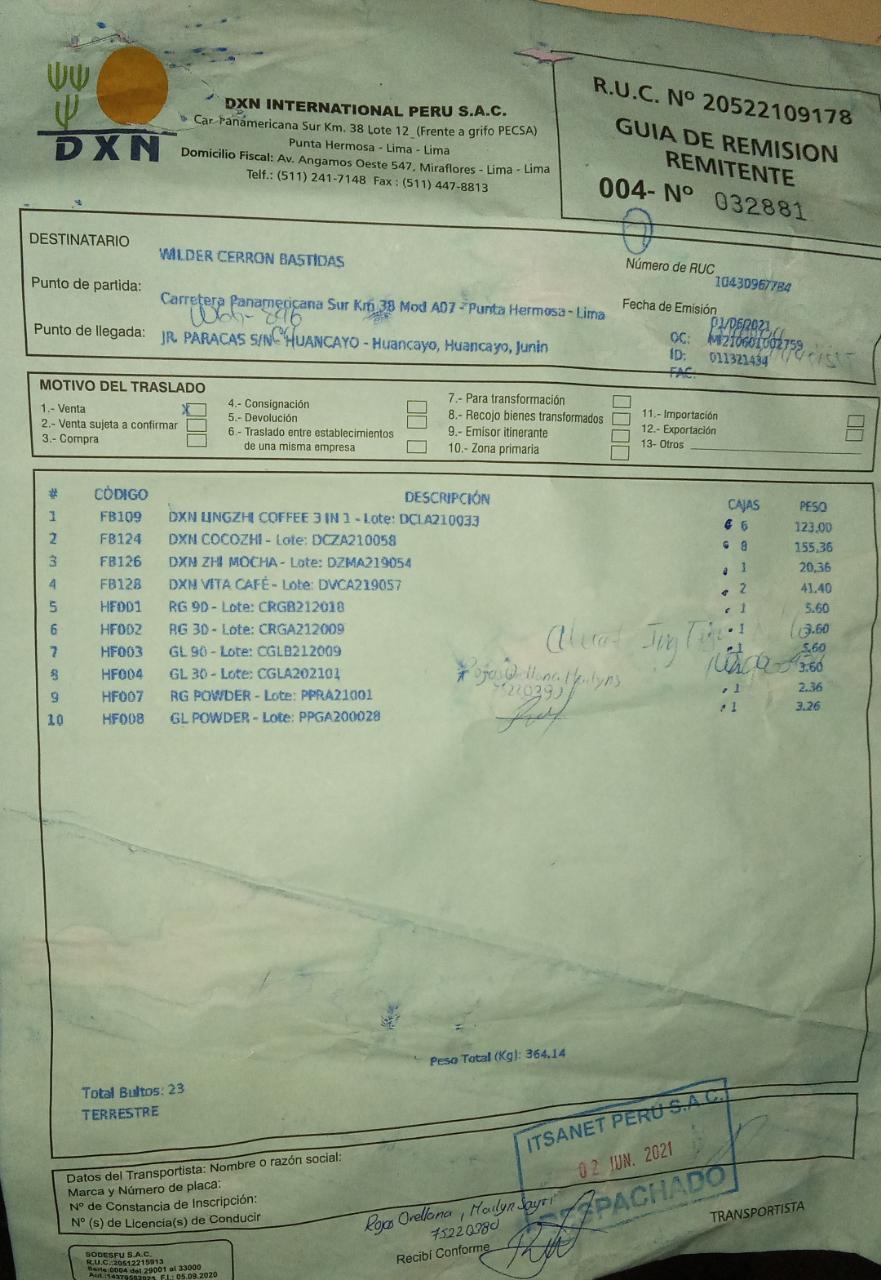 DXN
DXN INTERNATIONAL PERU S.A.C.
Car. Panamericana Sur Km. 38 Lote 12 (Frente a grifo PECSA)
Punta Hermosa - Lima - Lima
Domicilio Fiscal: Av. Angamos Oeste 547, Miraflores - Lima - Lima
Telf.: (511) 241-7148 Fax : (511) 447-8813
R.U.C. Nº 20522109178
GUIA DE REMISION
REMITENTE
004- Nº 032881
DESTINATARIO WILDER CERRON BASTIDAS
Número de RUC
10430967784
Punto de partida: Carretera Panamericana Sur Km 38 Mod A07 - Punta Hermosa - Lima
Fecha de Emisión
01/06/2021
Punto de llegada: JR. PARACAS S/N HUANCAYO - Huancayo, Huancayo, Junin
OC: MI210601002759
ID: 011321434
FAC:
MOTIVO DEL TRASLADO
1.- Venta X
2.- Venta sujeta a confirmar
3.- Compra
4.- Consignación
5.- Devolución
6.- Traslado entre establecimientos
de una misma empresa
7.- Para transformación
8.- Recojo bienes transformados
9.- Emisor itinerante
10.- Zona primaria
11.- Importación
12.- Exportación
13- Otros
# CÓDIGO DESCRIPCIÓN CAJAS PESO
1 FB109 DXN LINGZHI COFFEE 3 IN 1 - Lote: DCLA210033 6 123,00
2 FB124 DXN COCOZHI - Lote: DCZA210058 8 155,36
3 FB126 DXN ZHI MOCHA - Lote: DZMA219054 1 20,36
4 FB128 DXN VITA CAFÉ - Lote: DVCA219057 2 41.40
5 HF001 RG 90 - Lote: CRGB212018 1 5.60
6 HF002 RG 30 - Lote: CRGA212009 1 3.60
7 HF003 GL 90 - Lote: CGLB212009 1 5.60
8 HF004 GL 30 - Lote: CGLA202101 3.60
9 HF007 RG POWDER - Lote: PPRA21001 1 2.36
10 HF008 GL POWDER - Lote: PPGA200028 1 3.26
Peso Total (Kg): 364.14
Total Bultos: 23
TERRESTRE
ITSANET PERU S.A.C.
02 JUN. 2021
DESPACHADO
Datos del Transportista: Nombre o razón social:
Marca y Número de placa:
Nº de Constancia de Inscripción:
Nº (s) de Licencia(s) de Conducir
Rojas Orellana, Mailyn
75220390
Recibí Conforme
TRANSPORTISTA
SODESFU S.A.C.
R.U.C.:20512215913
Serie:0004 del 29001 al 33000
F.I.: 05.09.2020